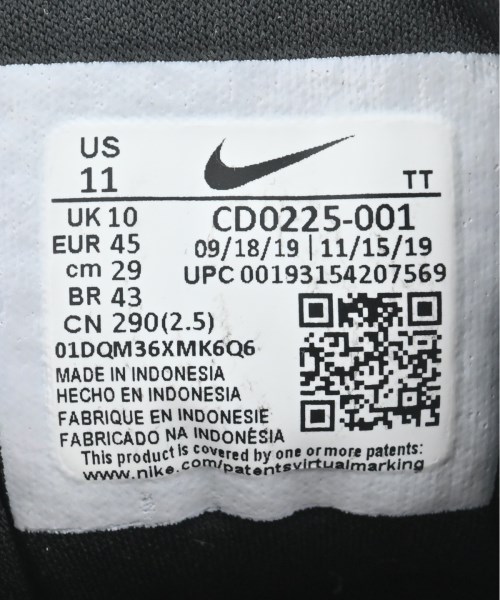 US
11
TT
UK 10
EUR 45
cm 29
BR 43
CN 290(2.5)
CD0225-001
09/18/19 | 11/15/19
UPC 00193154207569
01DQM36XMK6Q6
MADE IN INDONESIA
HECHO EN INDONESIA
FABRIQUE EN INDONESIE
FABRICADO NA INDONÉSIA
This product is covered by one or more patents:
www.nike.com/patentsvirtualmarking